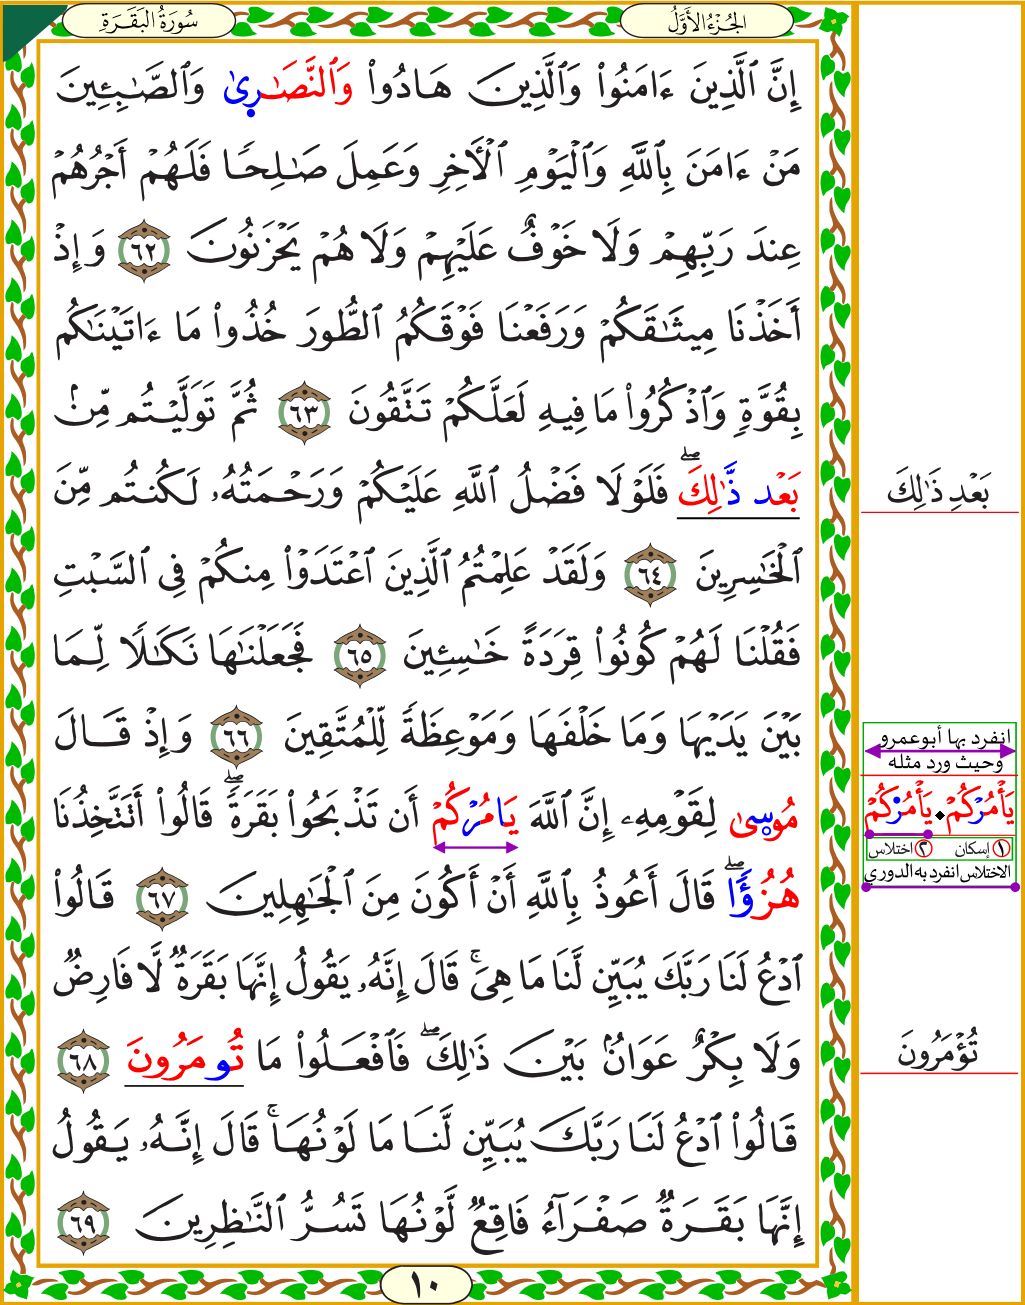 سُورَةُ البَقَرَةِ
الجُزْءُ الأَوَّلُ
إِنَّ ٱلَّذِينَ ءَامَنُوا۟ وَٱلَّذِينَ هَادُوا۟ وَٱلنَّصَٰرِىٰ وَٱلصَّٰبِـِٔينَ
مَنْ ءَامَنَ بِٱللَّهِ وَٱلْيَوْمِ ٱلْأَخِرِ وَعَمِلَ صَٰلِحًا فَلَهُمْ أَجْرُهُمْ
عِندَ رَبِّهِمْ وَلَا خَوْفٌ عَلَيْهِمْ وَلَا هُمْ يَحْزَنُونَ ٦٢ وَإِذْ
أَخَذْنَا مِيثَٰقَكُمْ وَرَفَعْنَا فَوْقَكُمُ ٱلطُّورَ خُذُوا۟ مَا ءَاتَيْنَٰكُم
بِقُوَّةٍ وَٱذْكُرُوا۟ مَا فِيهِ لَعَلَّكُمْ تَتَّقُونَ ٦٣ ثُمَّ تَوَلَّيْتُم مِّنۢ
بَعْد ذَّٰلِكَۖ فَلَوْلَا فَضْلُ ٱللَّهِ عَلَيْكُمْ وَرَحْمَتُهُۥ لَكُنتُم مِّنَ
ٱلْخَٰسِرِينَ ٦٤ وَلَقَدْ عَلِمْتُمُ ٱلَّذِينَ ٱعْتَدَوْا۟ مِنكُمْ فِى ٱلسَّبْتِ
فَقُلْنَا لَهُمْ كُونُوا۟ قِرَدَةً خَٰسِـِٔينَ ٦٥ فَجَعَلْنَٰهَا نَكَٰلًا لِّمَا
بَيْنَ يَدَيْهَا وَمَا خَلْفَهَا وَمَوْعِظَةً لِّلْمُتَّقِينَ ٦٦ وَإِذْ قَالَ
مُوسِىٰ لِقَوْمِهِۦ إِنَّ ٱللَّهَ يَامُرْكُمْ أَن تَذْبَحُوا۟ بَقَرَةًۖ قَالُوٓا۟ أَتَتَّخِذُنَا
هُزُؤًاۖ قَالَ أَعُوذُ بِٱللَّهِ أَنْ أَكُونَ مِنَ ٱلْجَٰهِلِينَ ٦٧ قَالُوا۟
ٱدْعُ لَنَا رَبَّكَ يُبَيِّن لَّنَا مَا هِىَۚ قَالَ إِنَّهُۥ يَقُولُ إِنَّهَا بَقَرَةٌ لَّا فَارِضٌ
وَلَا بِكْرٌ عَوَانٌۢ بَيْنَ ذَٰلِكَۖ فَٱفْعَلُوا۟ مَا تُومَرُونَ ٦٨
قَالُوا۟ ٱدْعُ لَنَا رَبَّكَ يُبَيِّن لَّنَا مَا لَوْنُهَاۚ قَالَ إِنَّهُۥ يَقُولُ
إِنَّهَا بَقَرَةٌ صَفْرَآءُ فَاقِعٌ لَّوْنُهَا تَسُرُّ ٱلنَّٰظِرِينَ ٦٩
١٠
بَعْدِ ذَٰلِكَ
انفرد بها أبو عمرو
وحيث ورد مثله
يَأْمُرْكُمْ • يَأْمُرُكُمْ
١ إسكان ٢ اختلاس
الاختلاس انفرد به الدوري
تُؤْمَرُونَ